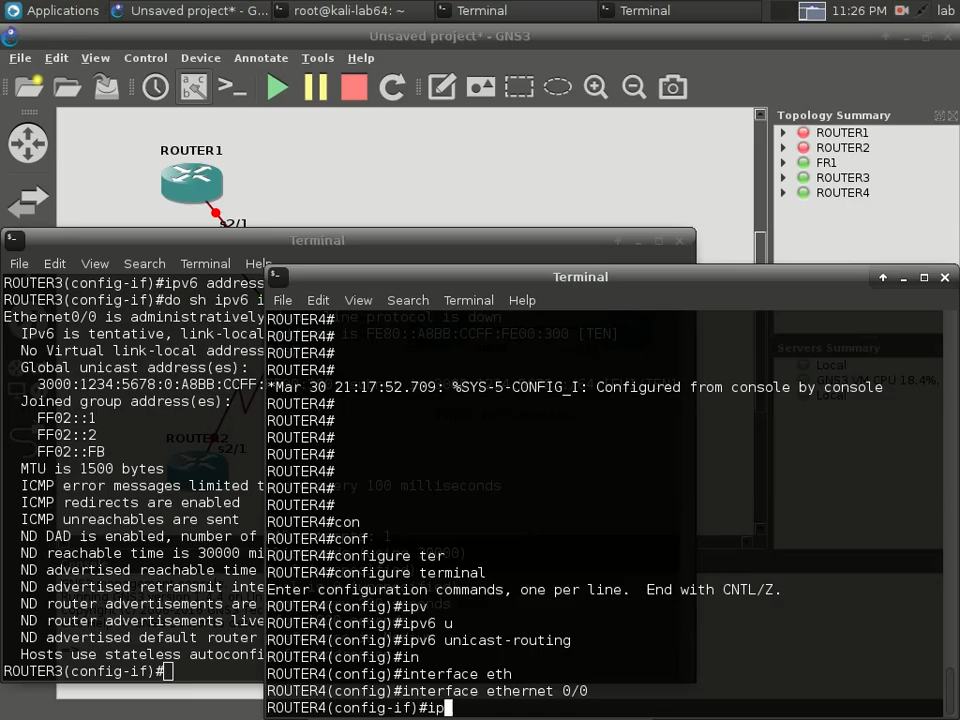 Applications
Unsaved project* - G...
root@kali-lab64: ~
Terminal
Terminal
11:26 PM
lab
Unsaved project* - GNS3
File Edit View Control Device Annotate Tools Help
ROUTER1
s2/1
Topology Summary
ROUTER1
ROUTER2
FR1
ROUTER3
ROUTER4
Servers Summary
Local
GNS3 VM CPU 18.4%,
Local
ROUTER2
s2/1
Terminal
File Edit View Search Terminal Help
ROUTER3(config-if)#ipv6 address
ROUTER3(config-if)#do sh ipv6 i
Ethernet0/0 is administratively
ine protocol is down
IPv6 is tentative, link-local
is FE80::A8BB:CCFF:FE00:300 [TEN]
No Virtual link-local address
Global unicast address(es):
3000:1234:5678:0:A8BB:CCFF:
Joined group address(es):
FF02::1
FF02::2
FF02::FB
MTU is 1500 bytes
ICMP error messages limited t
ery 100 milliseconds
ICMP redirects are enabled
ICMP unreachables are sent
ND DAD is enabled, number of
: 1
ND reachable time is 30000 mi
ND advertised reachable time
ND advertised retransmit inte
ND router advertisements are
ND router advertisements live
ND advertised default router
Hosts use stateless autoconfi
ROUTER3(config-if)#
Terminal
File Edit View Search Terminal Help
ROUTER4#
ROUTER4#
ROUTER4#
ROUTER4#
*Mar 30 21:17:52.709: %SYS-5-CONFIG_I: Configured from console by console
ROUTER4#
ROUTER4#
ROUTER4#
ROUTER4#
ROUTER4#
ROUTER4#
ROUTER4#
ROUTER4#con
ROUTER4#conf
ROUTER4#configure ter
ROUTER4#configure terminal
Enter configuration commands, one per line.  End with CNTL/Z.
ROUTER4(config)#ipv
ROUTER4(config)#ipv6 u
ROUTER4(config)#ipv6 unicast-routing
ROUTER4(config)#in
ROUTER4(config)#interface eth
ROUTER4(config)#interface ethernet 0/0
ROUTER4(config-if)#ip